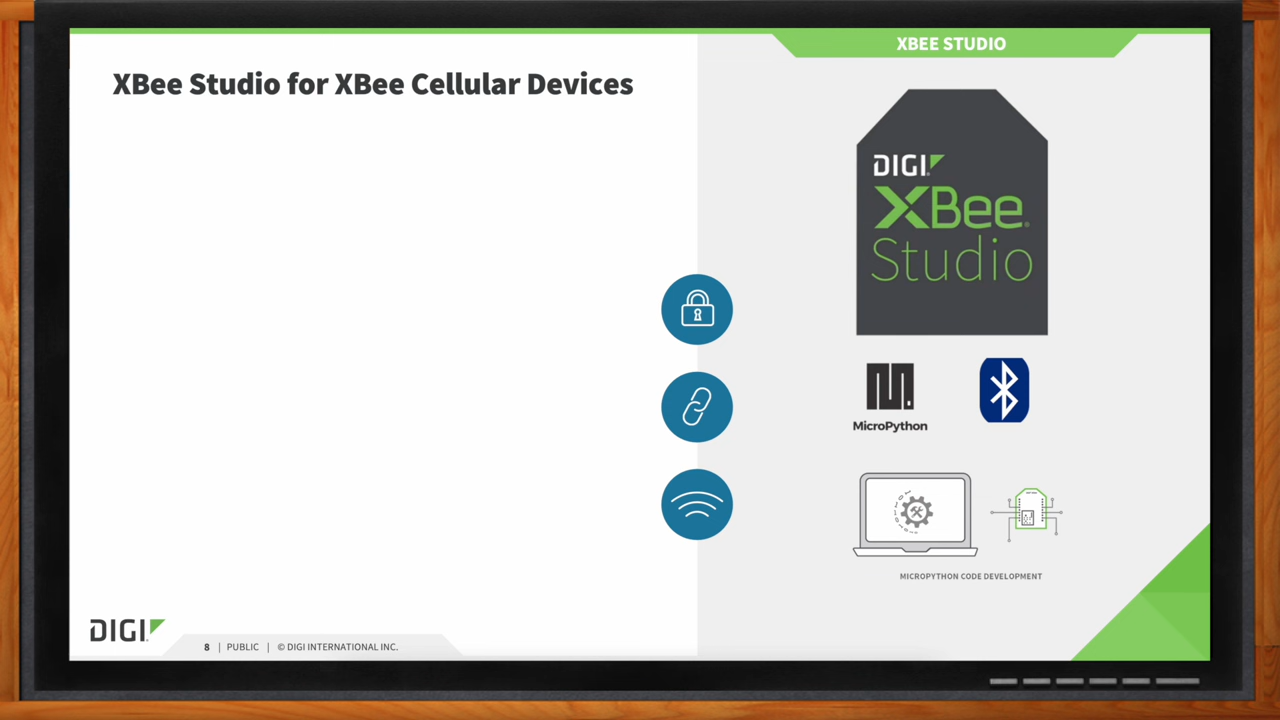 XBEE STUDIO
XBee Studio for XBee Cellular Devices
DIGI
XBee
Studio
MicroPython
MICROPYTHON CODE DEVELOPMENT
DIGI
8 | PUBLIC | © DIGI INTERNATIONAL INC.